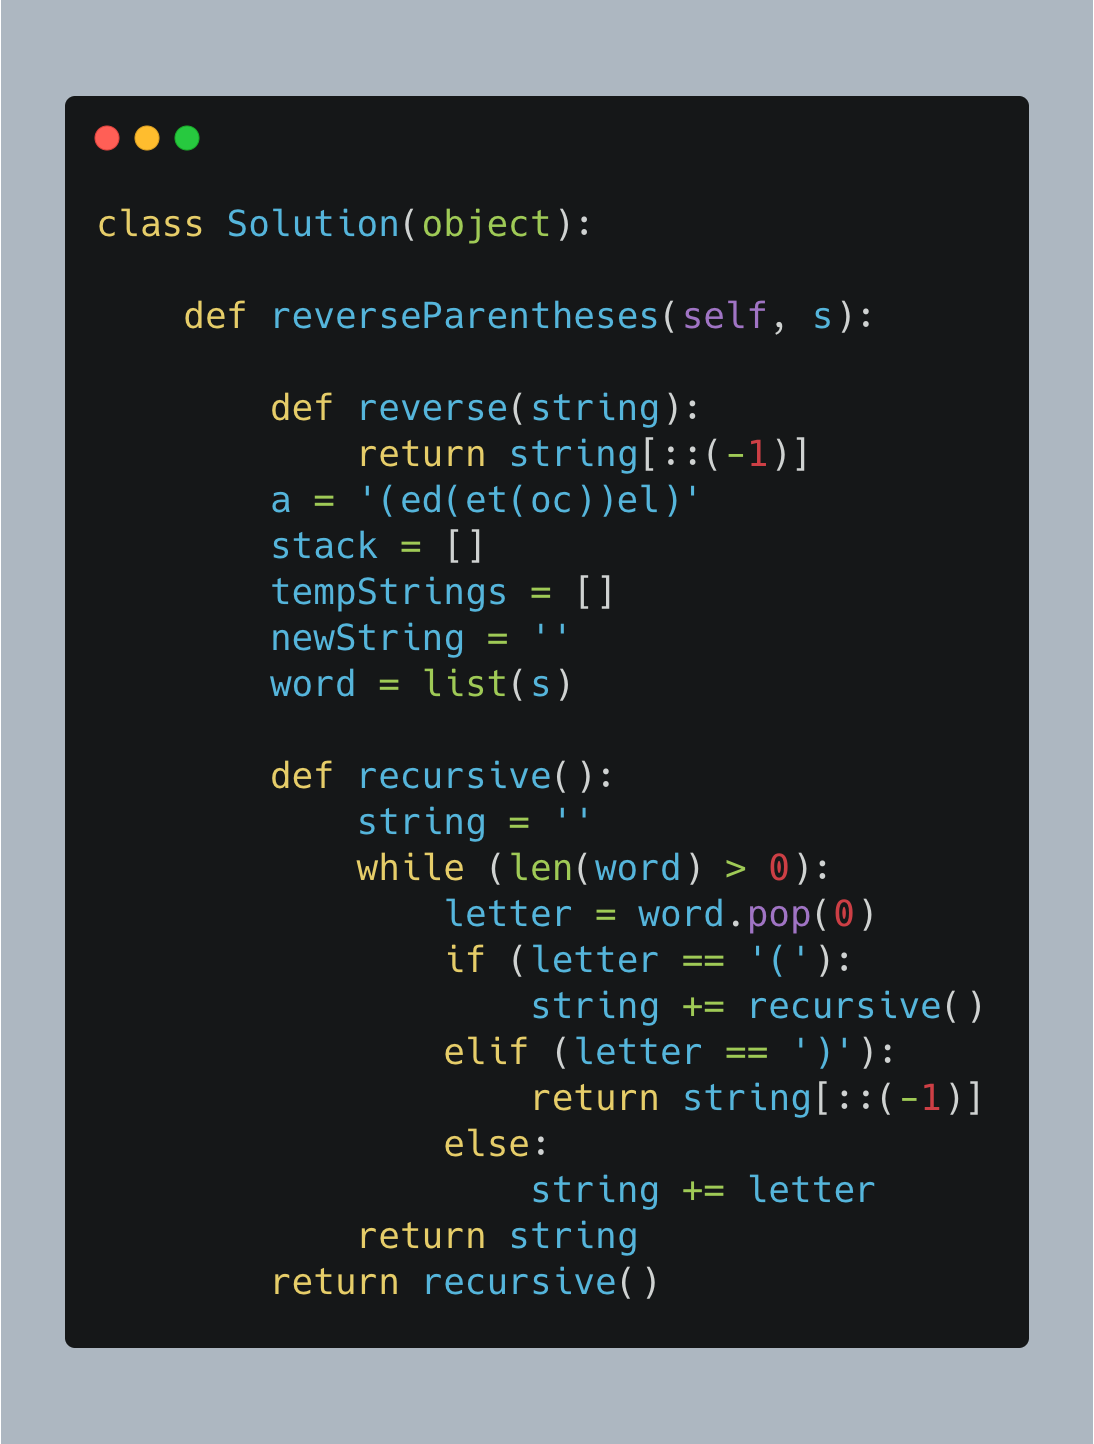 class Solution(object):

    def reverseParentheses(self, s):

        def reverse(string):
            return string[::(-1)]
        a = '(ed(et(oc))el)'
        stack = []
        tempStrings = []
        newString = ''
        word = list(s)

        def recursive():
            string = ''
            while (len(word) > 0):
                letter = word.pop(0)
                if (letter == '('):
                    string += recursive()
                elif (letter == ')'):
                    return string[::(-1)]
                else:
                    string += letter
            return string
        return recursive()